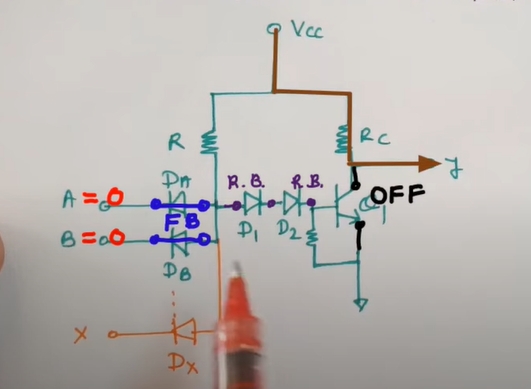 Vcc
R
Rc
DA
R.B.
R.B.
y
A = 0
FB
OFF
Q1
B = 0
D1
D2
DB
X
Dx